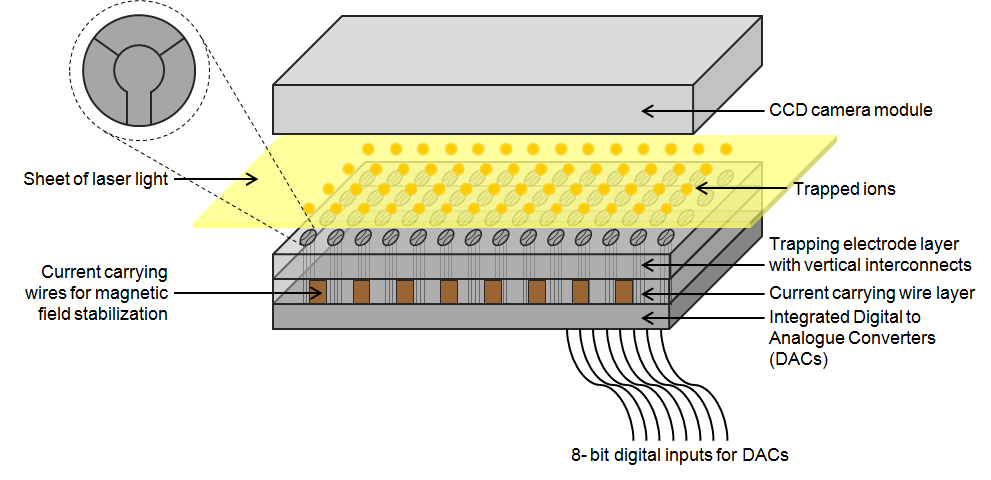 CCD camera module
Sheet of laser light
Trapped ions
Trapping electrode layer
with vertical interconnects
Current carrying
wires for magnetic
field stabilization
Current carrying wire layer
Integrated Digital to
Analogue Converters
(DACs)
8- bit digital inputs for DACs